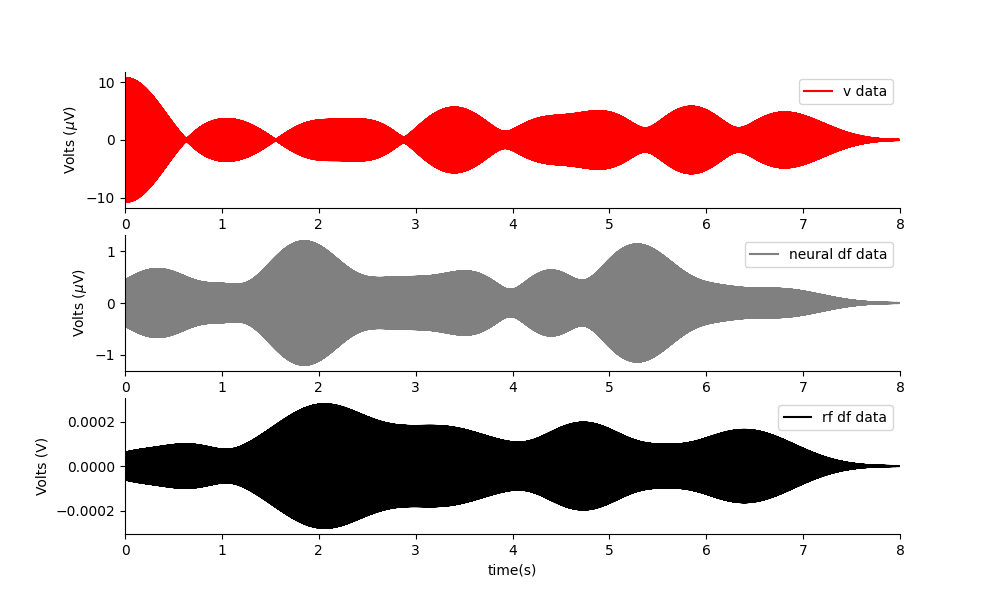 10
0
−10
Volts (μV)
v data
0 1 2 3 4 5 6 7 8
1
0
−1
Volts (μV)
neural df data
0 1 2 3 4 5 6 7 8
0.0002
0.0000
−0.0002
Volts (V)
rf df data
0 1 2 3 4 5 6 7 8
time(s)